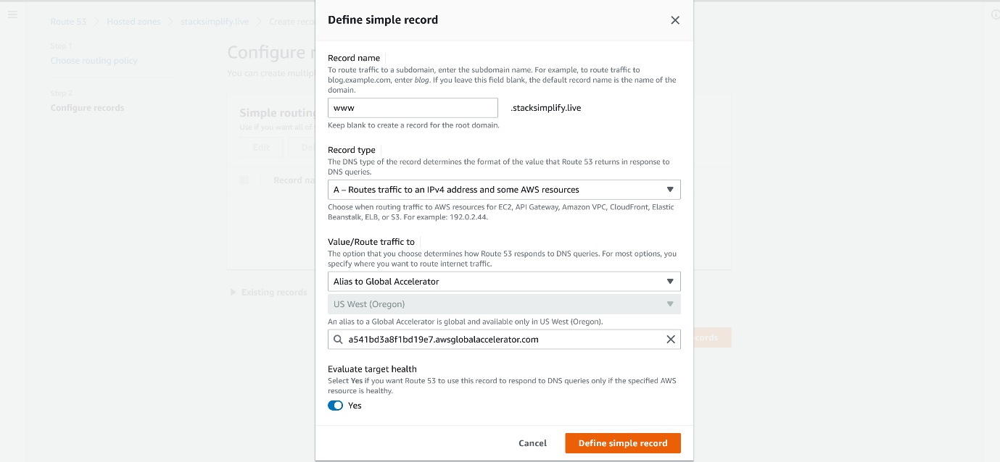 Define simple record
Route 53
Hosted zones
stacksimplify.live
Create
Step 1
Choose routing policy
Step 2
Configure records
Configure
You can create
Simple routing
Use if you want all of
Edit
Record
Existing records
Record name
To route traffic to a subdomain, enter the subdomain name. For example, to route traffic to
blog.example.com, enter blog. If you leave this field blank, the default record name is the name of the
domain.
www .stacksimplify.live
Keep blank to create a record for the root domain.
Record type
The DNS type of the record determines the format of the value that Route 53 returns in response to
DNS queries.
A – Routes traffic to an IPv4 address and some AWS resources
Choose when routing traffic to AWS resources for EC2, API Gateway, Amazon VPC, CloudFront, Elastic
Beanstalk, ELB, or S3. For example: 192.0.2.44.
Value/Route traffic to
The option that you choose determines how Route 53 responds to DNS queries. For most options, you
specify where you want to route internet traffic.
Alias to Global Accelerator
US West (Oregon)
An alias to a Global Accelerator is global and available only in US West (Oregon).
a541bd3a8f1bd19e7.awsglobalaccelerator.com
Evaluate target health
Select Yes if you want Route 53 to use this record to respond to DNS queries only if the specified AWS
resource is healthy.
Yes
Cancel
Define simple record